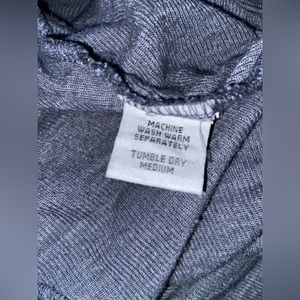 MACHINE
WASH WARM
SEPARATELY
TUMBLE DRY
MEDIUM